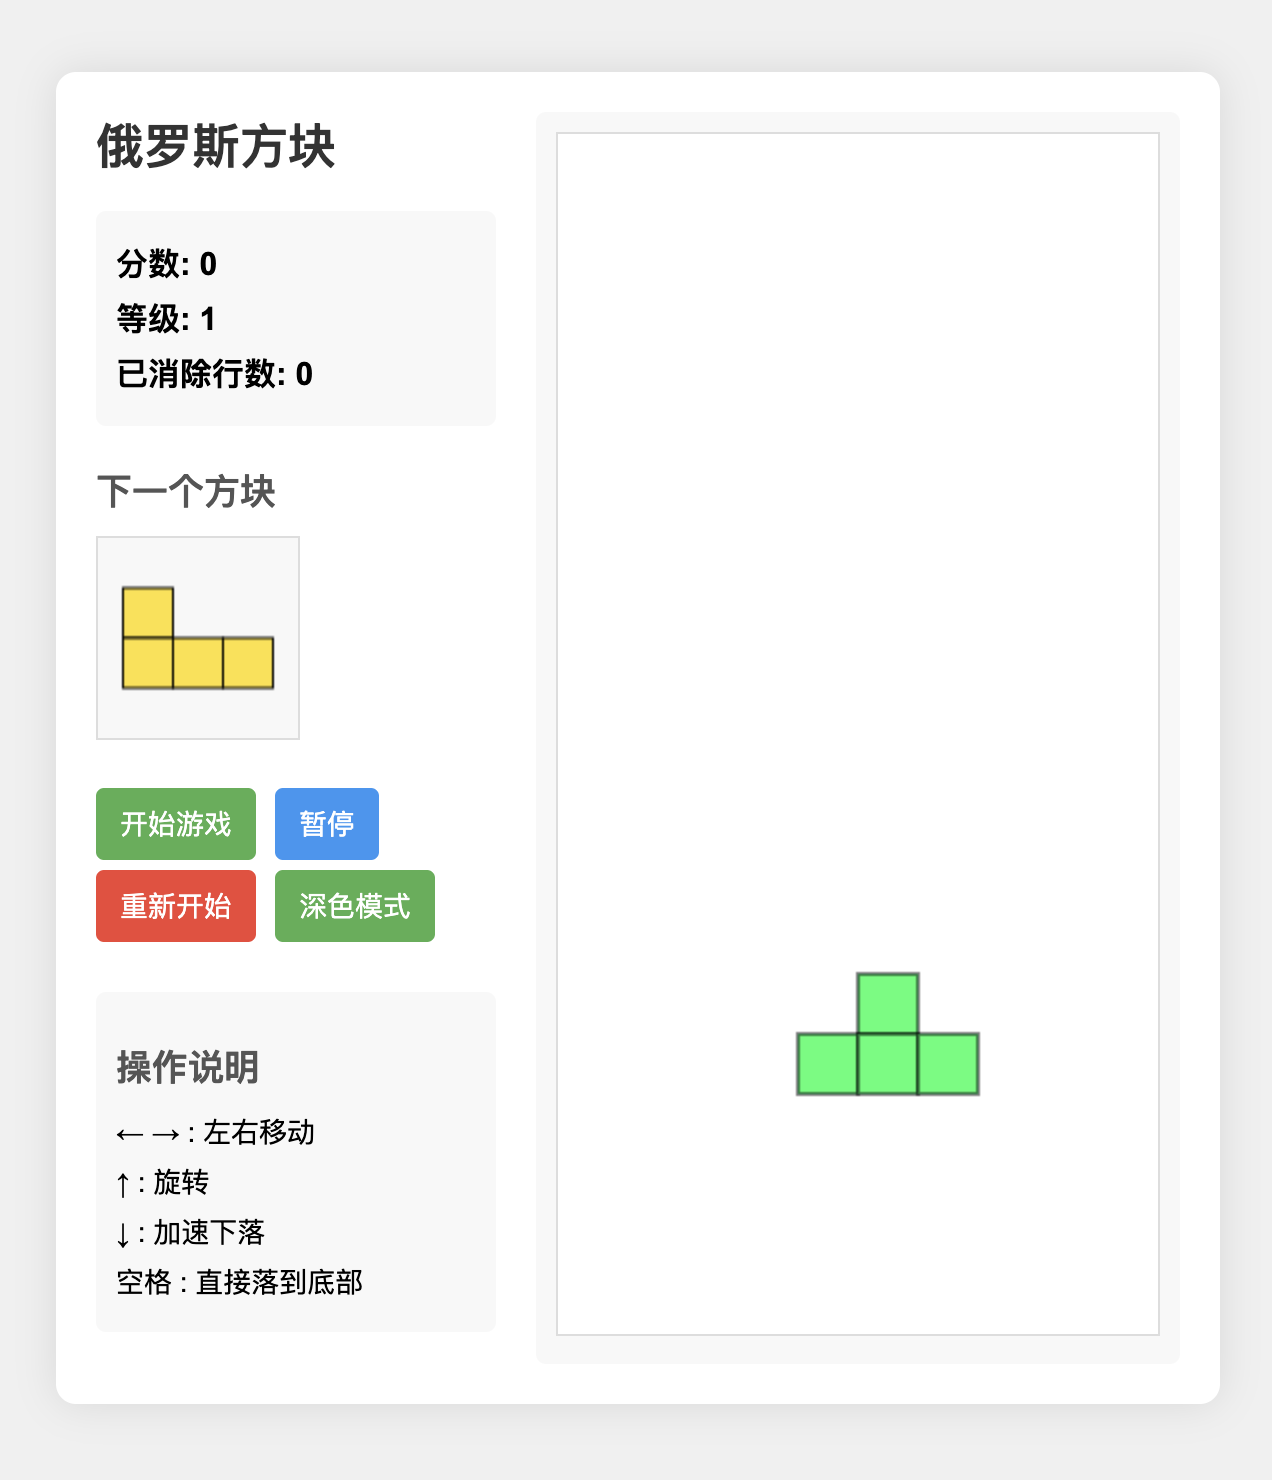 俄罗斯方块
分数: 0
等级: 1
已消除行数: 0
下一个方块
开始游戏
暂停
重新开始
深色模式
操作说明
←→ : 左右移动
↑ : 旋转
↓ : 加速下落
空格 : 直接落到底部